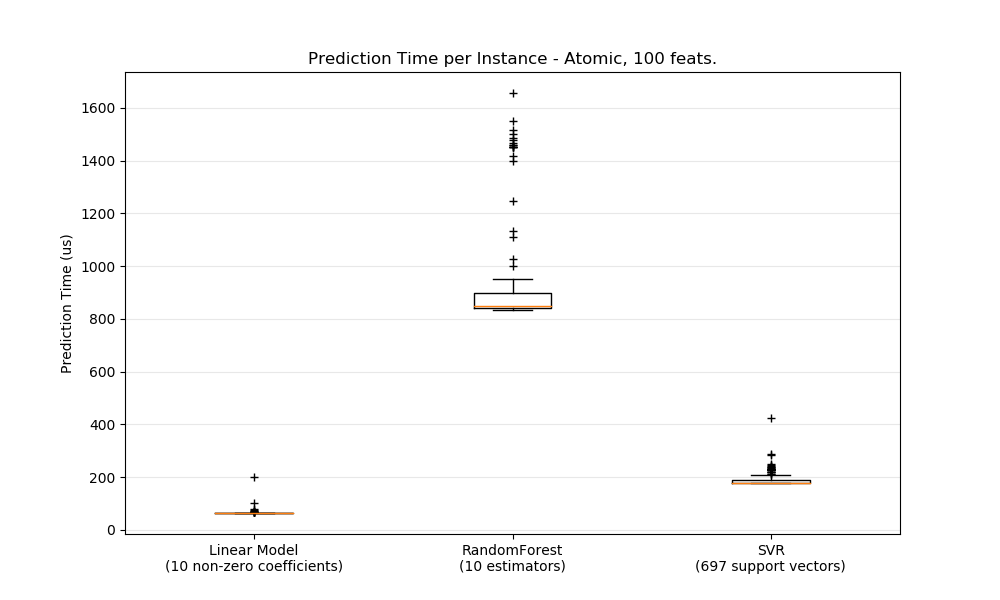 Prediction Time per Instance - Atomic, 100 feats.
Prediction Time (us)
1600
1400
1200
1000
800
600
400
200
0
Linear Model
(10 non-zero coefficients)
RandomForest
(10 estimators)
SVR
(697 support vectors)